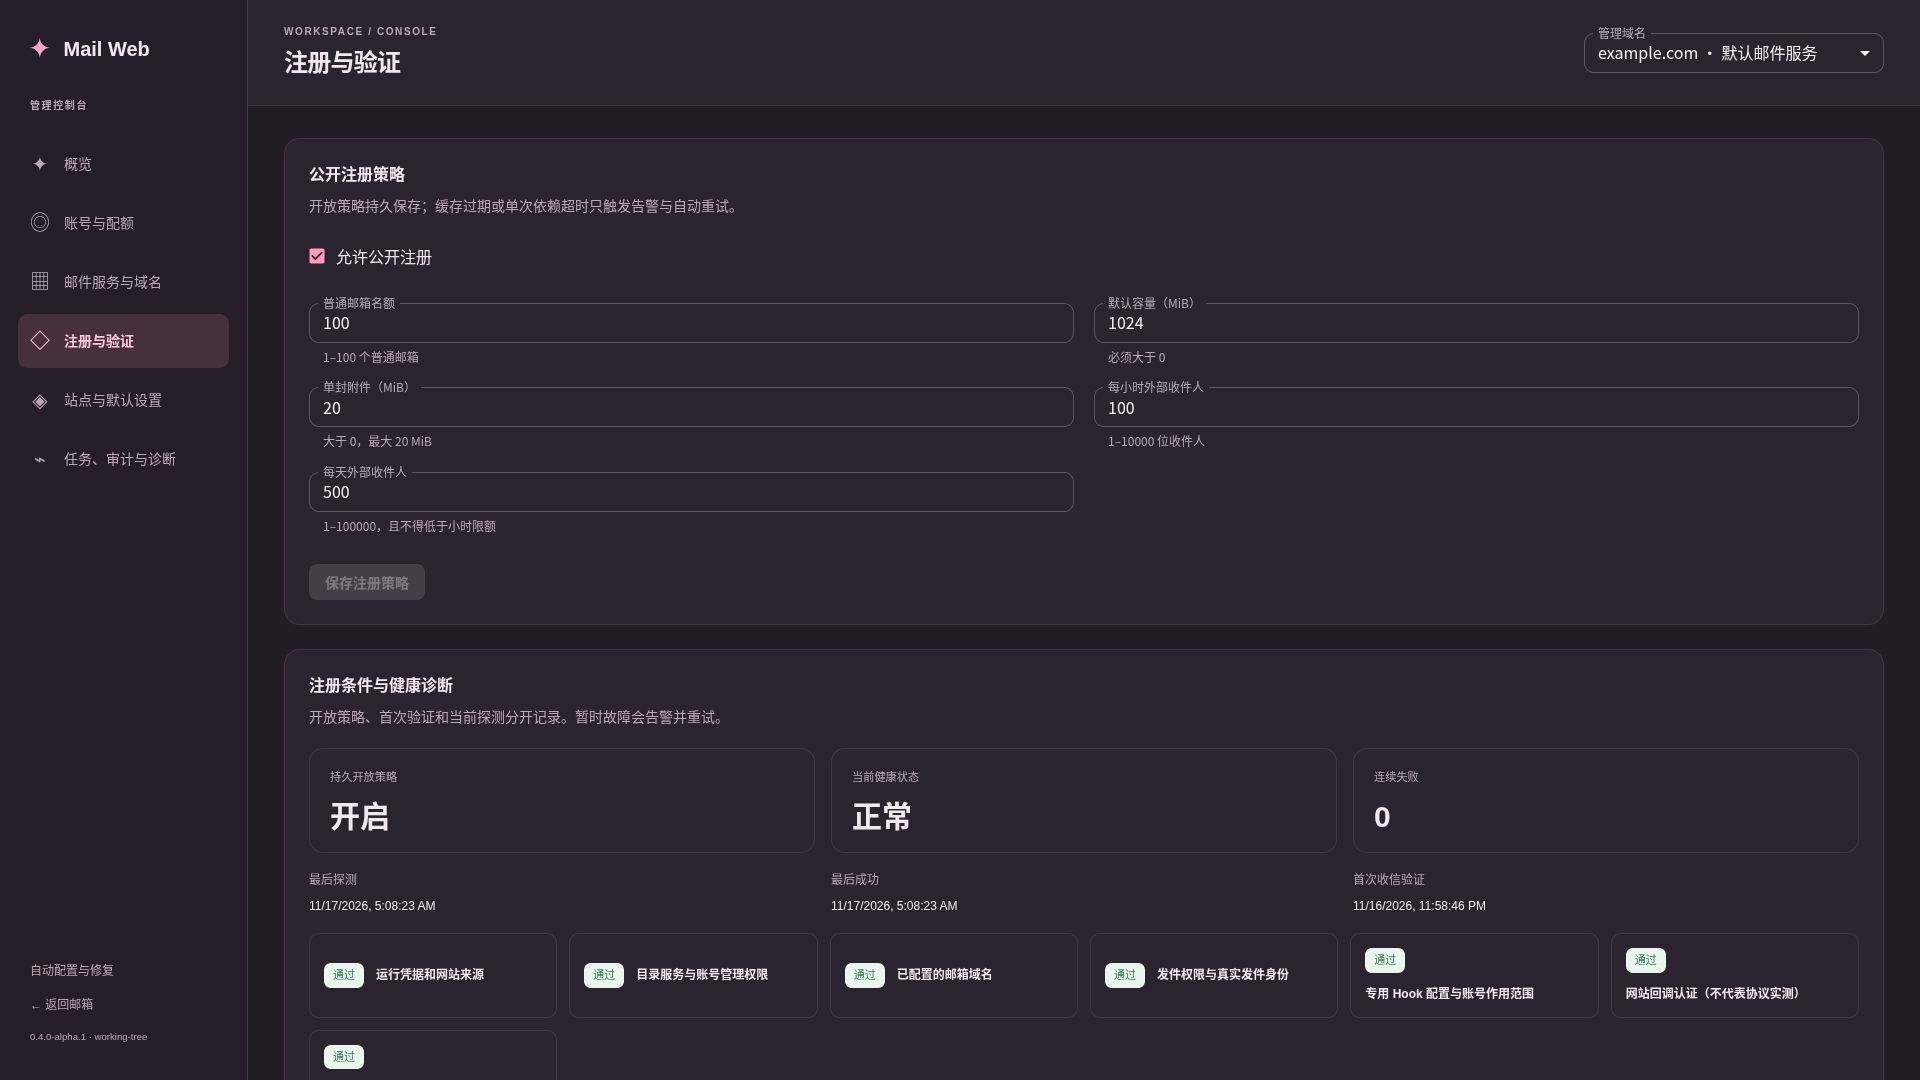 Mail Web
管理控制台
概览
账号与配额
邮件服务与域名
注册与验证
站点与默认设置
任务、审计与诊断
自动配置与修复
← 返回邮箱
0.4.0-alpha.1 · working-tree
WORKSPACE / CONSOLE
注册与验证
管理域名
example.com · 默认邮件服务
公开注册策略
开放策略持久保存；缓存过期或单次依赖超时只触发告警与自动重试。
允许公开注册
普通邮箱名额
100
1–100 个普通邮箱
默认容量（MiB）
1024
必须大于 0
单封附件（MiB）
20
大于 0，最大 20 MiB
每小时外部收件人
100
1–10000 位收件人
每天外部收件人
500
1–100000，且不得低于小时限额
保存注册策略
注册条件与健康诊断
开放策略、首次验证和当前探测分开记录。暂时故障会告警并重试。
持久开放策略
开启
当前健康状态
正常
连续失败
0
最后探测
11/17/2026, 5:08:23 AM
最后成功
11/17/2026, 5:08:23 AM
首次收信验证
11/16/2026, 11:58:46 PM
通过 运行凭据和网站来源
通过 目录服务与账号管理权限
通过 已配置的邮箱域名
通过 发件权限与真实发件身份
通过
专用 Hook 配置与账号作用范围
通过
网站回调认证（不代表协议实测）
通过